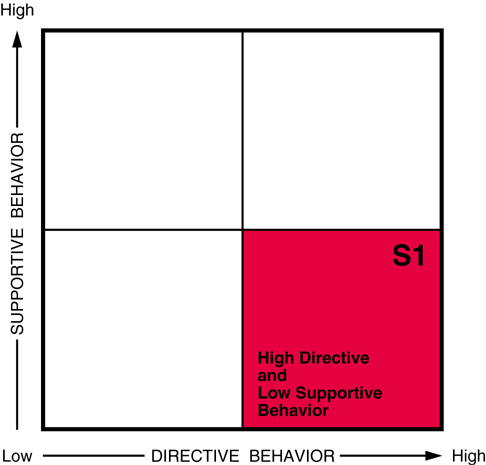 High
SUPPORTIVE BEHAVIOR
S1
High Directive
and
Low Supportive
Behavior
Low
DIRECTIVE BEHAVIOR
High